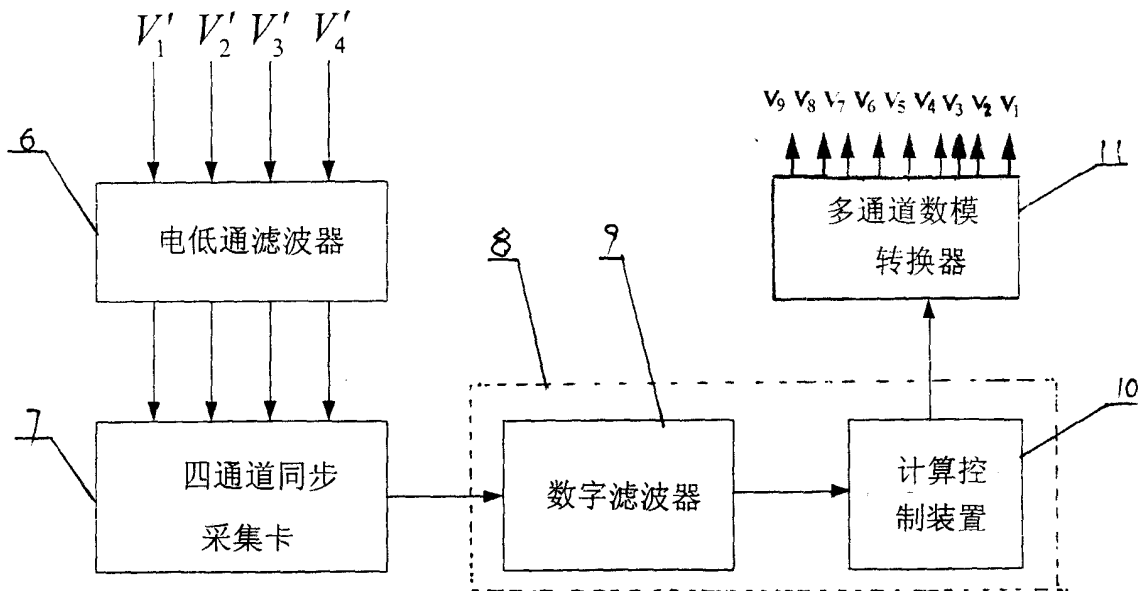 V′₁ V′₂ V′₃ V′₄
V₉ V₈ V₇ V₆ V₅ V₄ V₃ V₂ V₁
6
11
电低通滤波器
多通道数模
转换器
8
9
10
7
四通道同步
采集卡
数字滤波器
计算控
制装置